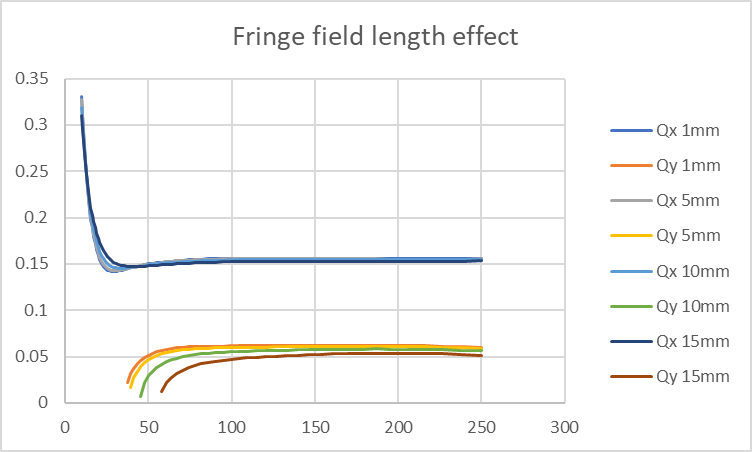 Fringe field length effect
0.35
0.3
0.25
0.2
0.15
0.1
0.05
0
0 50 100 150 200 250 300
Qx 1mm
Qy 1mm
Qx 5mm
Qy 5mm
Qx 10mm
Qy 10mm
Qx 15mm
Qy 15mm